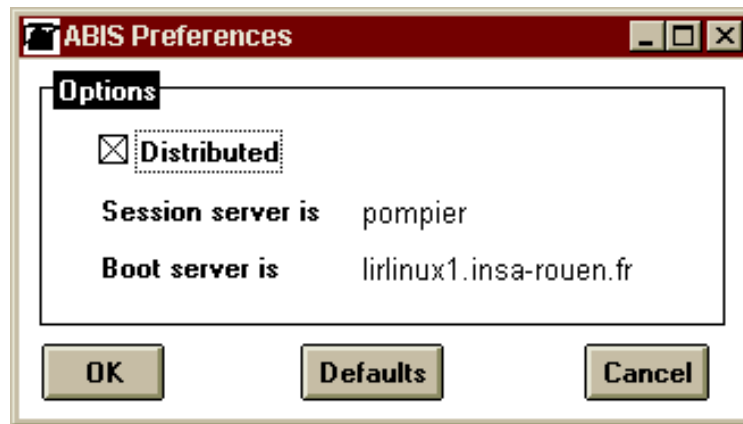 ABIS Preferences
Options
Distributed
Session server is pompier
Boot server is lirlinux1.insa-rouen.fr
OK Defaults Cancel